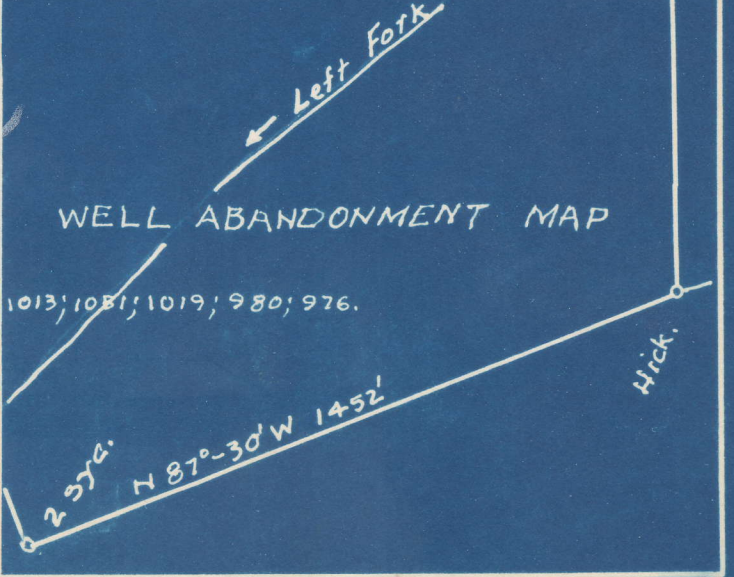 Left Fork
WELL ABANDONMENT MAP
1013; 1081; 1019; 980; 976.
Hick.
N 87°-30' W 1452'
2 Syc.